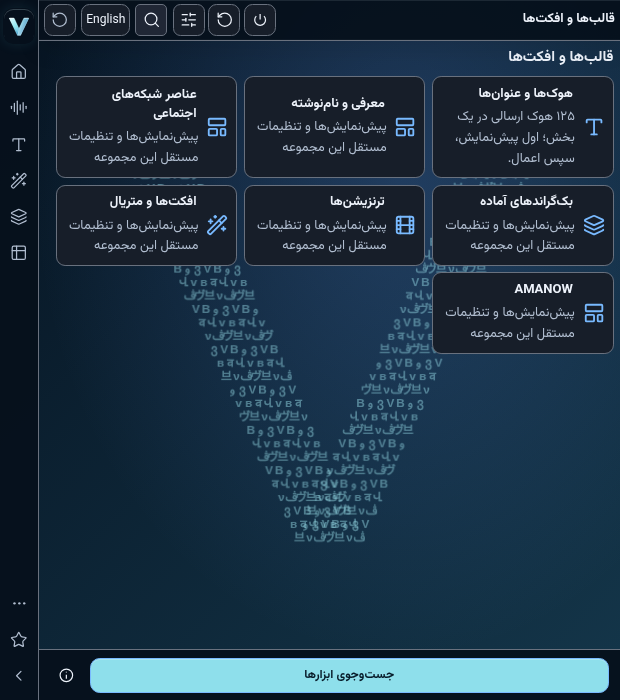 قالب‌ها و افکت‌ها
English
قالب‌ها و افکت‌ها
هوک‌ها و عنوان‌ها
۱۲۵ هوک ارسالی در یک
بخش؛ اول پیش‌نمایش،
سپس اعمال.
معرفی و نام‌نوشته
پیش‌نمایش‌ها و تنظیمات
مستقل این مجموعه
عناصر شبکه‌های
اجتماعی
پیش‌نمایش‌ها و تنظیمات
مستقل این مجموعه
بک‌گراندهای آماده
پیش‌نمایش‌ها و تنظیمات
مستقل این مجموعه
ترنزیشن‌ها
پیش‌نمایش‌ها و تنظیمات
مستقل این مجموعه
افکت‌ها و متریال
پیش‌نمایش‌ها و تنظیمات
مستقل این مجموعه
AMANOW
پیش‌نمایش‌ها و تنظیمات
مستقل این مجموعه
جست‌وجوی ابزارها